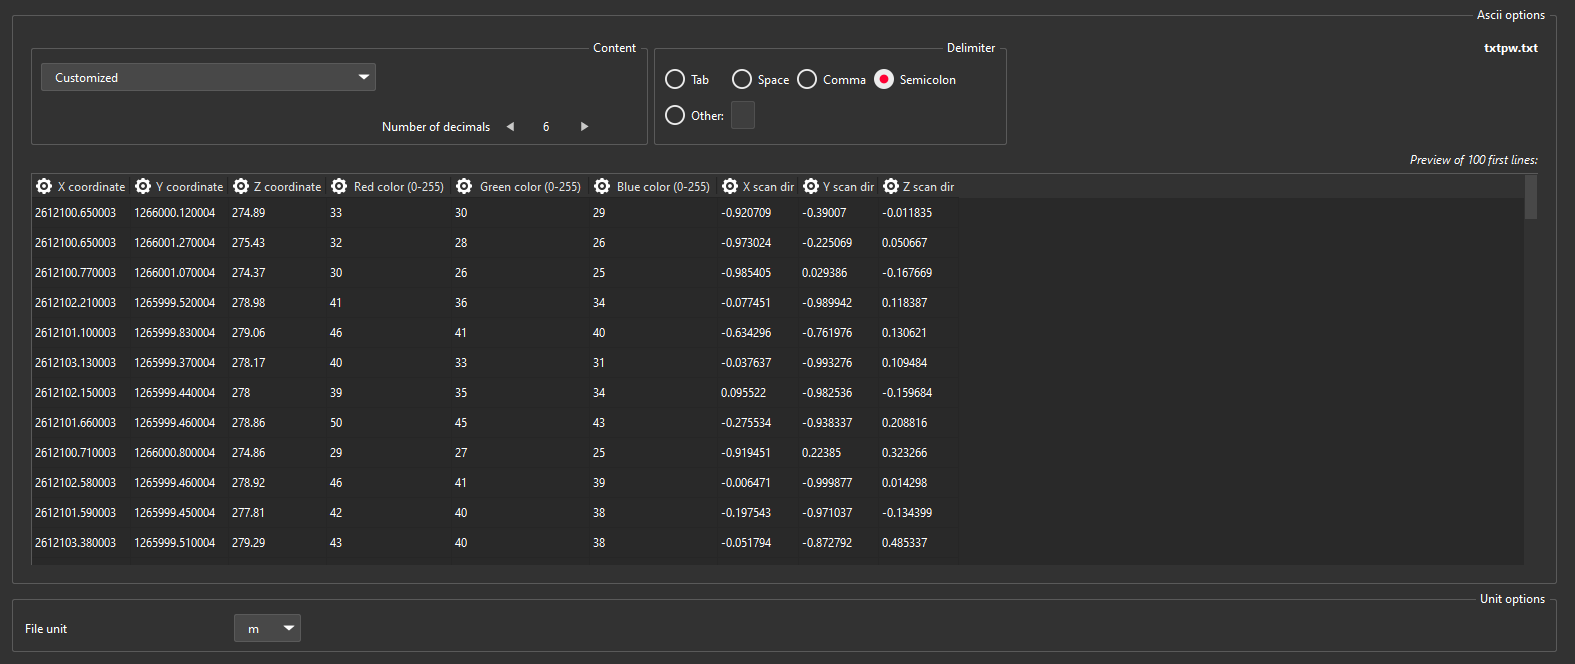 Ascii options
Content
Delimiter
txtpw.txt
Customized
Tab Space Comma Semicolon
Other:
Number of decimals 6
Preview of 100 first lines:
X coordinate Y coordinate Z coordinate Red color (0-255) Green color (0-255) Blue color (0-255) X scan dir Y scan dir Z scan dir
2612100.650003 1266000.120004 274.89 33 30 29 -0.920709 -0.39007 -0.011835
2612100.650003 1266001.270004 275.43 32 28 26 -0.973024 -0.225069 0.050667
2612100.770003 1266001.070004 274.37 30 26 25 -0.985405 0.029386 -0.167669
2612102.210003 1265999.520004 278.98 41 36 34 -0.077451 -0.989942 0.118387
2612101.100003 1265999.830004 279.06 46 41 40 -0.634296 -0.761976 0.130621
2612103.130003 1265999.370004 278.17 40 33 31 -0.037637 -0.993276 0.109484
2612102.150003 1265999.440004 278 39 35 34 0.095522 -0.982536 -0.159684
2612101.660003 1265999.460004 278.86 50 45 43 -0.275534 -0.938337 0.208816
2612100.710003 1266000.800004 274.86 29 27 25 -0.919451 0.22385 0.323266
2612102.580003 1265999.460004 278.92 46 41 39 -0.006471 -0.999877 0.014298
2612101.590003 1265999.450004 277.81 42 40 38 -0.197543 -0.971037 -0.134399
2612103.380003 1265999.510004 279.29 43 40 38 -0.051794 -0.872792 0.485337
Unit options
File unit m